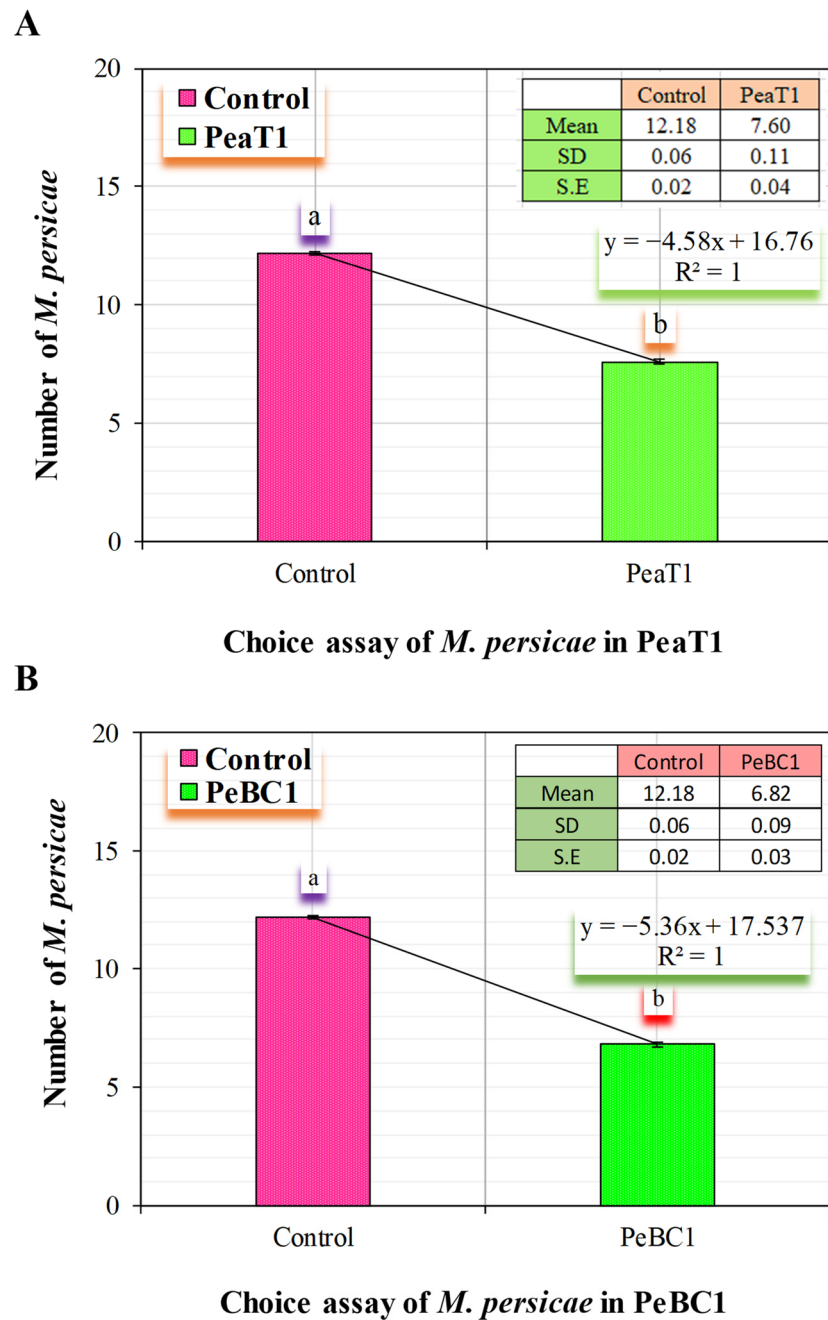 A
20
15
10
5
0
Number of M. persicae
Control
PeaT1
Control PeaT1
Mean 12.18 7.60
SD 0.06 0.11
S.E 0.02 0.04
a
y = −4.58x + 16.76
R² = 1
b
Control PeaT1
Choice assay of M. persicae in PeaT1
B
20
15
10
5
0
Number of M. persicae
Control
PeBC1
Control PeBC1
Mean 12.18 6.82
SD 0.06 0.09
S.E 0.02 0.03
a
y = −5.36x + 17.537
R² = 1
b
Control PeBC1
Choice assay of M. persicae in PeBC1